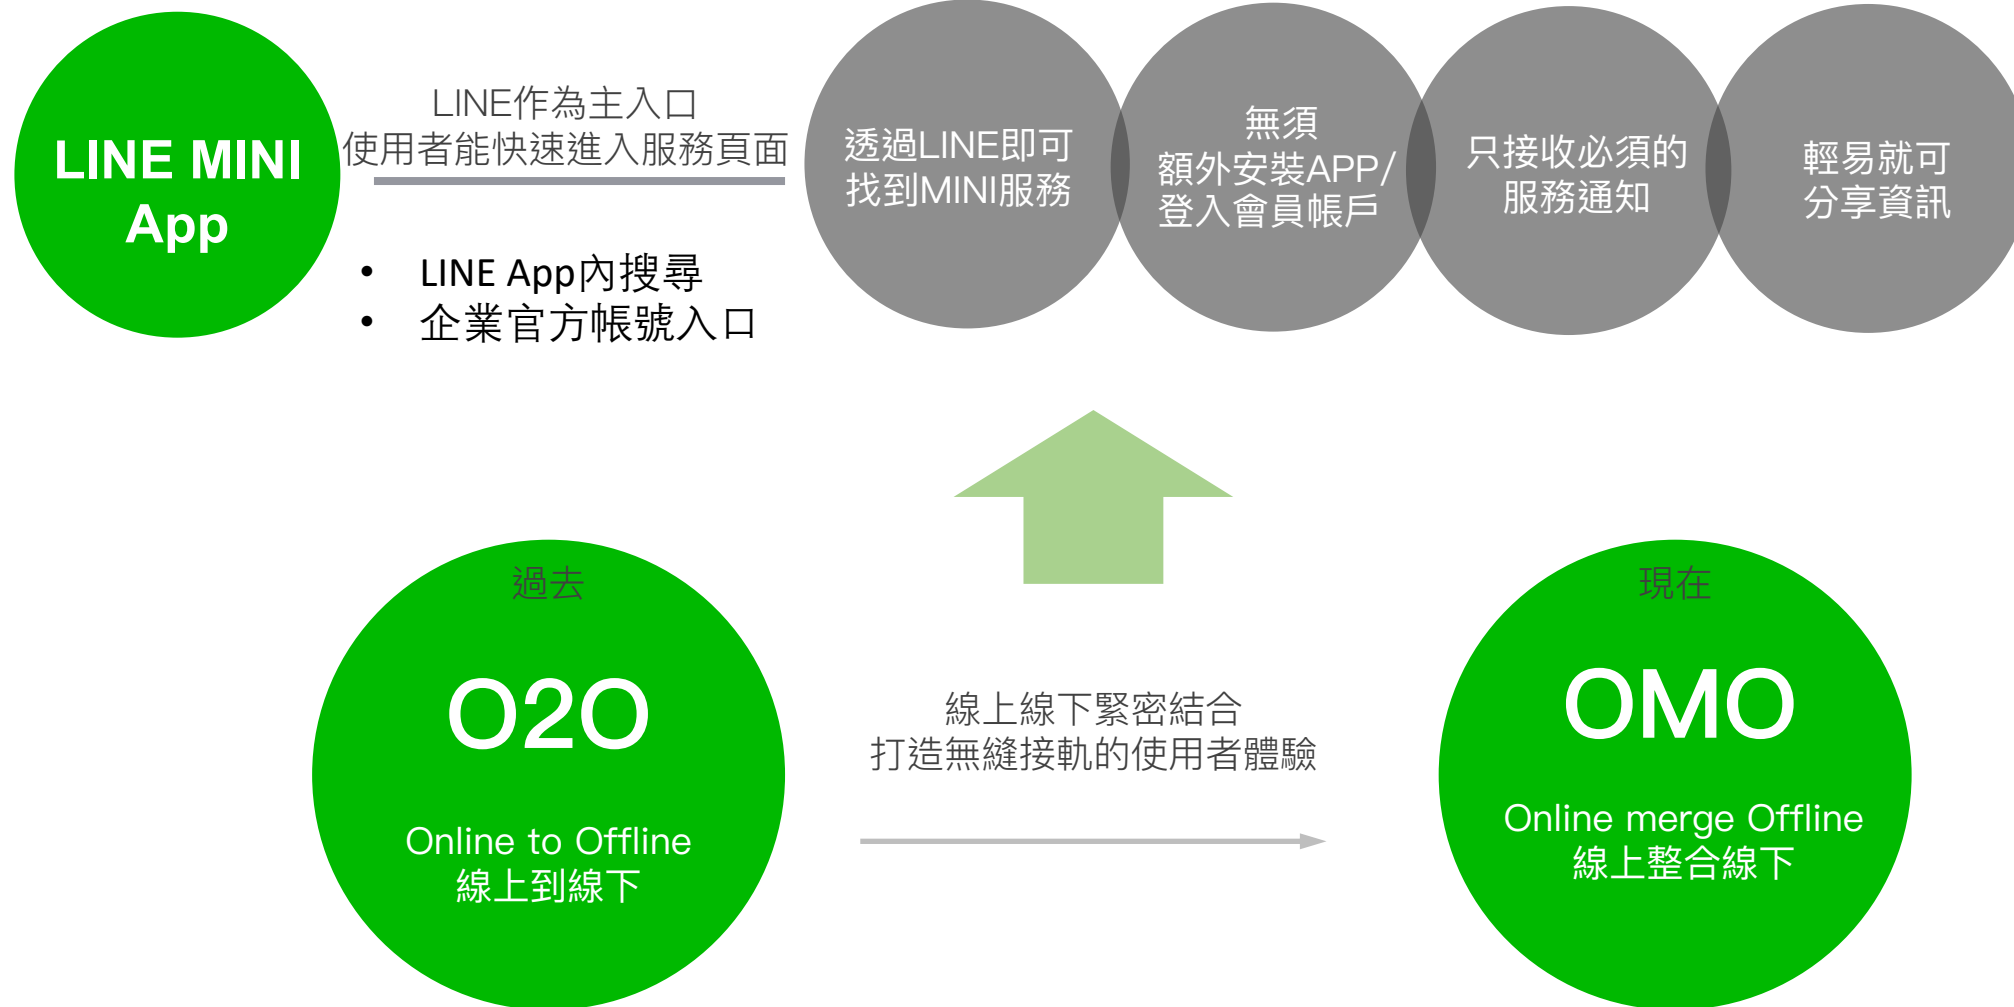 LINE MINI
App
LINE作為主入口
使用者能快速進入服務頁面
• LINE App內搜尋
• 企業官方帳號入口
透過LINE即可
找到MINI服務
無須
額外安裝APP/
登入會員帳戶
只接收必須的
服務通知
輕易就可
分享資訊
過去
O2O
Online to Offline
線上到線下
線上線下緊密結合
打造無縫接軌的使用者體驗
現在
OMO
Online merge Offline
線上整合線下